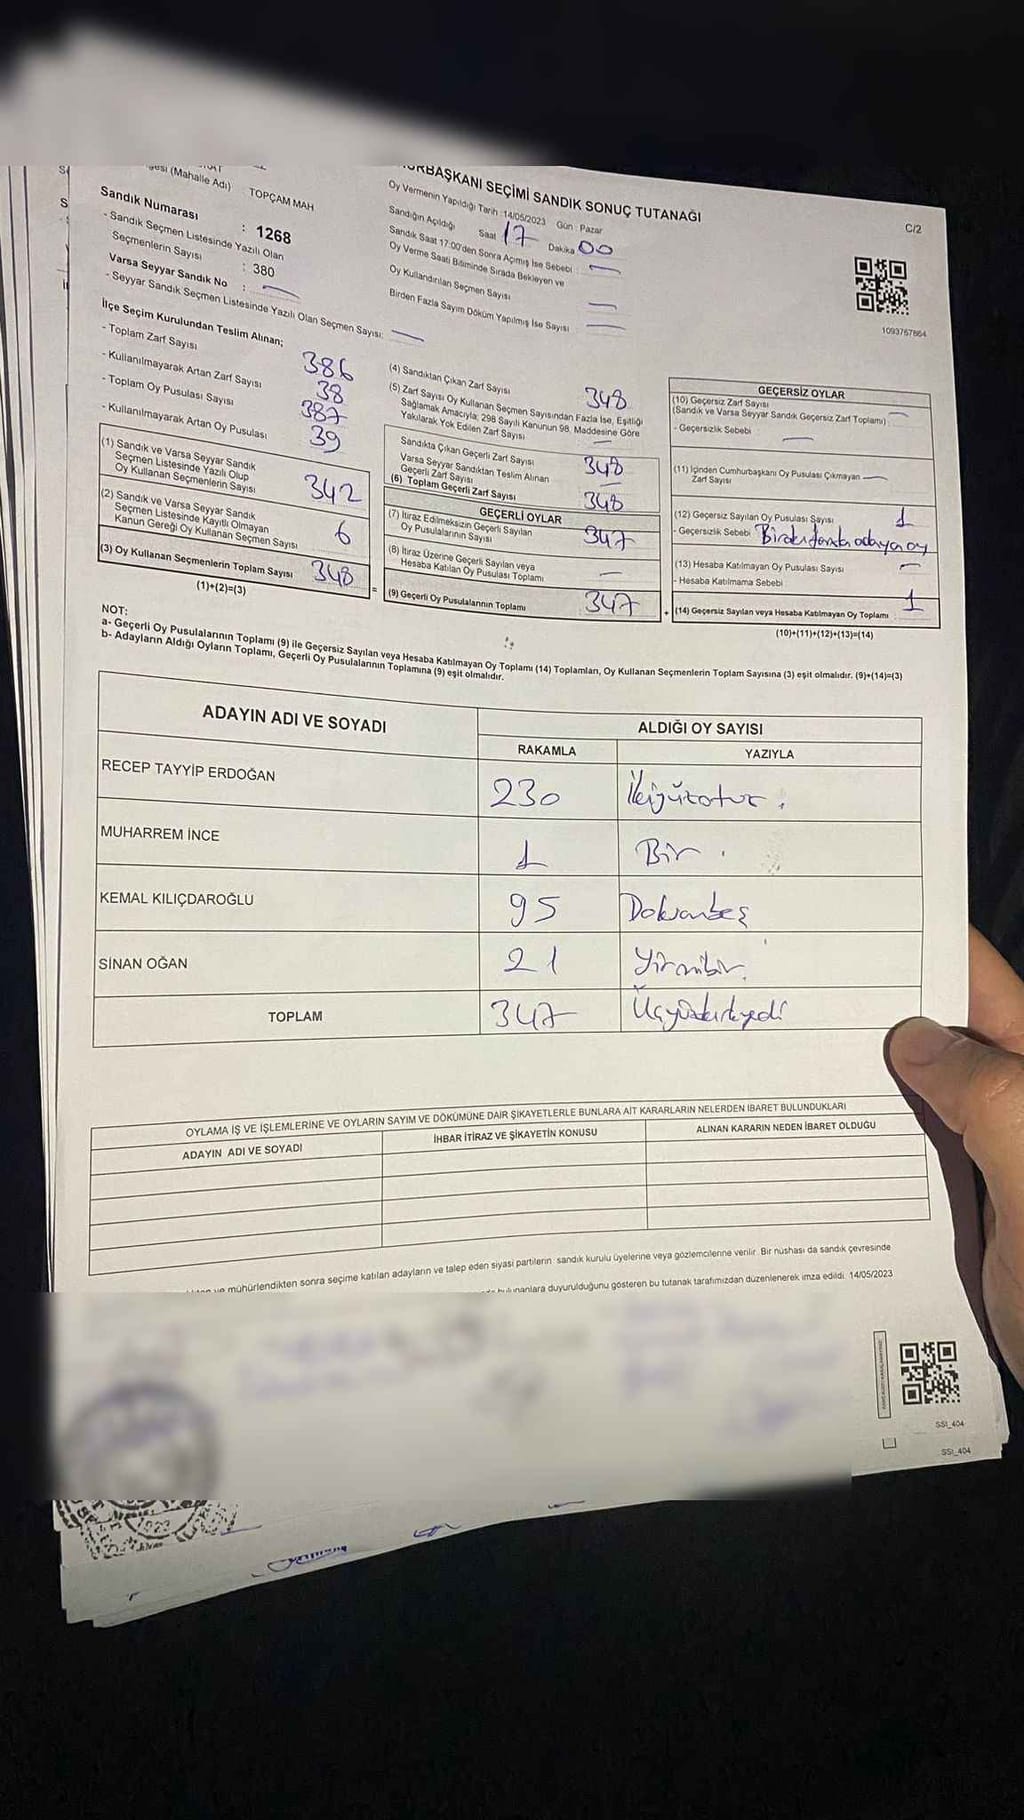 (Mahalle Adı) TOPÇAM MAH
Sandık Numarası : 1268
- Sandık Seçmen Listesinde Yazılı Olan
Seçmenlerin Sayısı : 380
Varsa Seyyar Sandık No :
- Seyyar Sandık Seçmen Listesinde Yazılı Olan Seçmen Sayısı:
BAŞKANI SEÇİMİ SANDIK SONUÇ TUTANAĞI
C/2
Oy Vermenin Yapıldığı Tarih : 14/05/2023 Gün : Pazar
Sandığın Açıldığı Saat 17 Dakika 00
Sandık Saat 17:00'den Sonra Açılmış İse Sebebi :
Oy Verme Saati Bitiminde Sırada Bekleyen ve
Oy Kullandırılan Seçmen Sayısı
Birden Fazla Sayım Döküm Yapılmış İse Sayısı
1093757864
İlçe Seçim Kurulundan Teslim Alınan;
- Toplam Zarf Sayısı 386
- Kullanılmayarak Artan Zarf Sayısı 38
- Toplam Oy Pusulası Sayısı 387
- Kullanılmayarak Artan Oy Pusulası 39
(1) Sandık ve Varsa Seyyar Sandık
Seçmen Listesinde Yazılı Olup
Oy Kullanan Seçmenlerin Sayısı 342
(2) Sandık ve Varsa Seyyar Sandık
Seçmen Listesinde Kayıtlı Olmayan
Kanun Gereği Oy Kullanan Seçmen Sayısı 6
(3) Oy Kullanan Seçmenlerin Toplam Sayısı 348
(1)+(2)=(3)
(4) Sandıktan Çıkan Zarf Sayısı 348
(5) Zarf Sayısı Oy Kullanan Seçmen Sayısından Fazla İse, Eşitliği
Sağlamak Amacıyla; 298 Sayılı Kanunun 98. Maddesine Göre
Yakılarak Yok Edilen Zarf Sayısı
Sandıkta Çıkan Geçerli Zarf Sayısı 348
Varsa Seyyar Sandıktan Teslim Alınan
Geçerli Zarf Sayısı
(6) Toplam Geçerli Zarf Sayısı 348
GEÇERLİ OYLAR
(7) İtiraz Edilmeksizin Geçerli Sayılan
Oy Pusulalarının Sayısı 347
(8) İtiraz Üzerine Geçerli Sayılan veya
Hesaba Katılan Oy Pusulası Toplamı
= (9) Geçerli Oy Pusulalarının Toplamı 347
GEÇERSİZ OYLAR
(10) Geçersiz Zarf Sayısı
(Sandık ve Varsa Seyyar Sandık Geçersiz Zarf Toplamı)
- Geçersizlik Sebebi :
(11) İçinden Cumhurbaşkanı Oy Pusulası Çıkmayan
Zarf Sayısı
(12) Geçersiz Sayılan Oy Pusulası Sayısı 1
- Geçersizlik Sebebi Birden fazla adaya oy
(13) Hesaba Katılmayan Oy Pusulası Sayısı
- Hesaba Katılmama Sebebi
+ (14) Geçersiz Sayılan veya Hesaba Katılmayan Oy Toplamı 1
(10)+(11)+(12)+(13)=(14)
NOT:
a- Geçerli Oy Pusulalarının Toplamı (9) ile Geçersiz Sayılan veya Hesaba Katılmayan Oy Toplamı (14) Toplamları, Oy Kullanan Seçmenlerin Toplam Sayısına (3) eşit olmalıdır. (9)+(14)=(3)
b- Adayların Aldığı Oyların Toplamı, Geçerli Oy Pusulalarının Toplamına (9) eşit olmalıdır.
ADAYIN ADI VE SOYADI
ALDIĞI OY SAYISI
RAKAMLA YAZIYLA
RECEP TAYYİP ERDOĞAN 230 İkiyüzotuz.
MUHARREM İNCE 1 Bir.
KEMAL KILIÇDAROĞLU 95 Doksanbeş
SİNAN OĞAN 21 Yirmibir.
TOPLAM 347 Üçyüzkırkyedi
OYLAMA İŞ VE İŞLEMLERİNE VE OYLARIN SAYIM VE DÖKÜMÜNE DAİR ŞİKAYETLERLE BUNLARA AİT KARARLARIN NELERDEN İBARET BULUNDUKLARI
ADAYIN ADI VE SOYADI İHBAR İTİRAZ VE ŞİKAYETİN KONUSU ALINAN KARARIN NEDEN İBARET OLDUĞU
ve mühürlendikten sonra seçime katılan adayların ve talep eden siyasi partilerin sandık kurulu üyelerine veya gözlemcilerine verilir. Bir nüshası da sandık çevresinde
bulunanlara duyurulduğunu gösteren bu tutanak tarafımızdan düzenlenerek imza edildi. 14/05/2023
SSI_404
SSI_404